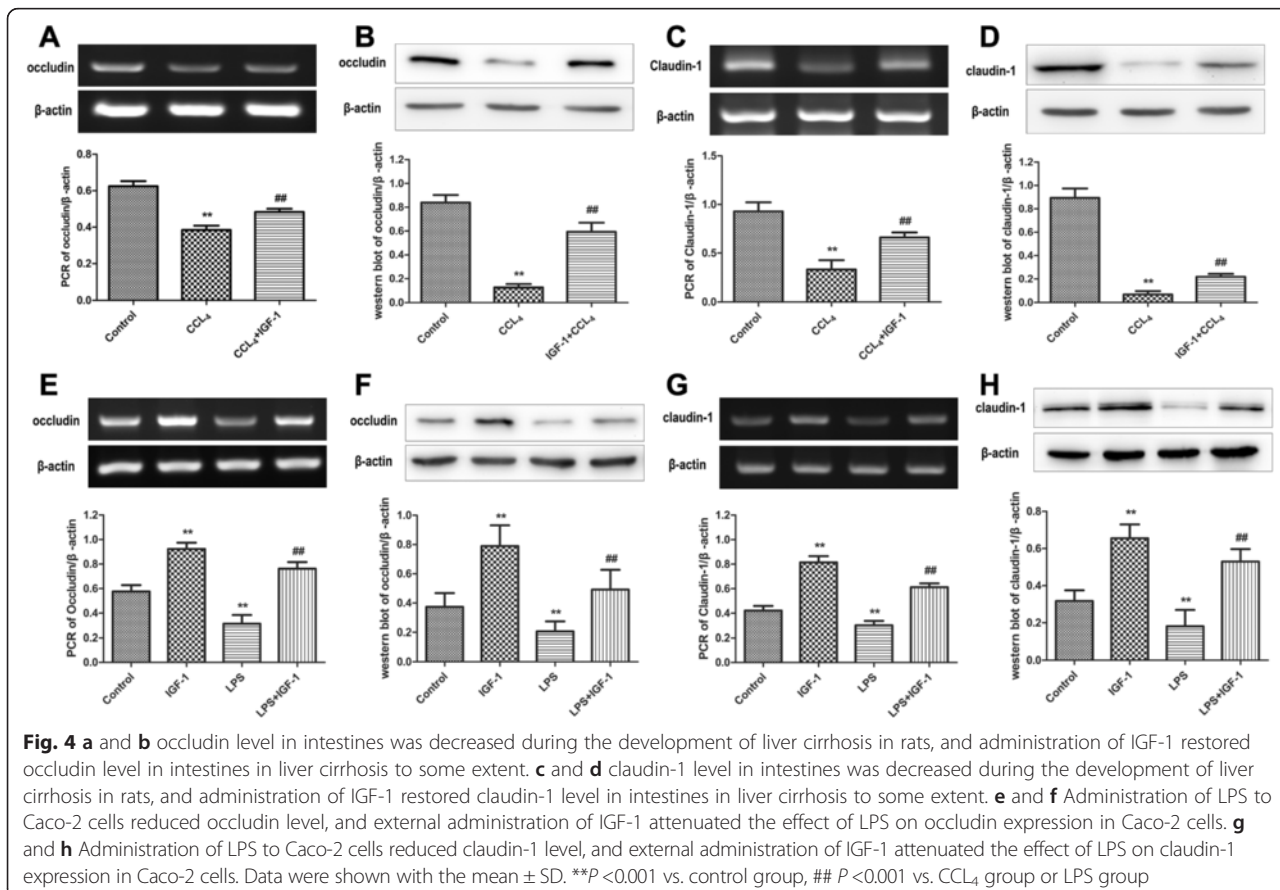 A
B
C
D
occludin
β-actin
occludin
β-actin
Claudin-1
β-actin
claudin-1
β-actin
PCR of occludin/β -actin
0.8
0.6
0.4
0.2
0.0
**
##
Control
CCL₄
CCL₄+IGF-1
western blot of occludin/β -actin
1.2
1.0
0.8
0.6
0.4
0.2
0.0
**
##
Control
CCL₄
IGF-1+CCL₄
PCR of Claudin-1/β -actin
1.5
1.0
0.5
0.0
**
##
Control
CCL₄
CCL₄+IGF-1
western blot of claudin-1/β -actin
1.2
1.0
0.8
0.6
0.4
0.2
0.0
**
##
Control
CCL₄
IGF-1+CCL₄
E
F
G
H
occludin
β-actin
occludin
β-actin
claudin-1
β-actin
claudin-1
β-actin
PCR of Occludin/β -actin
1.2
1.0
0.8
0.6
0.4
0.2
0.0
**
**
##
Control
IGF-1
LPS
LPS+IGF-1
western blot of occludin/β -actin
1.0
0.8
0.6
0.4
0.2
0.0
**
**
##
Control
IGF-1
LPS
LPS+IGF-1
PCR of Claudin-1/β -actin
1.2
1.0
0.8
0.6
0.4
0.2
0.0
**
**
##
Control
IGF-1
LPS
LPS+IGF-1
western blot of claudin-1/β -actin
0.8
0.6
0.4
0.2
0.0
**
**
##
Control
IGF-1
LPS
LPS+IGF-1
Fig. 4 a and b occludin level in intestines was decreased during the development of liver cirrhosis in rats, and administration of IGF-1 restored
occludin level in intestines in liver cirrhosis to some extent. c and d claudin-1 level in intestines was decreased during the development of liver
cirrhosis in rats, and administration of IGF-1 restored claudin-1 level in intestines in liver cirrhosis to some extent. e and f Administration of LPS to
Caco-2 cells reduced occludin level, and external administration of IGF-1 attenuated the effect of LPS on occludin expression in Caco-2 cells. g
and h Administration of LPS to Caco-2 cells reduced claudin-1 level, and external administration of IGF-1 attenuated the effect of LPS on claudin-1
expression in Caco-2 cells. Data were shown with the mean ± SD. **P <0.001 vs. control group, ## P <0.001 vs. CCL₄ group or LPS group